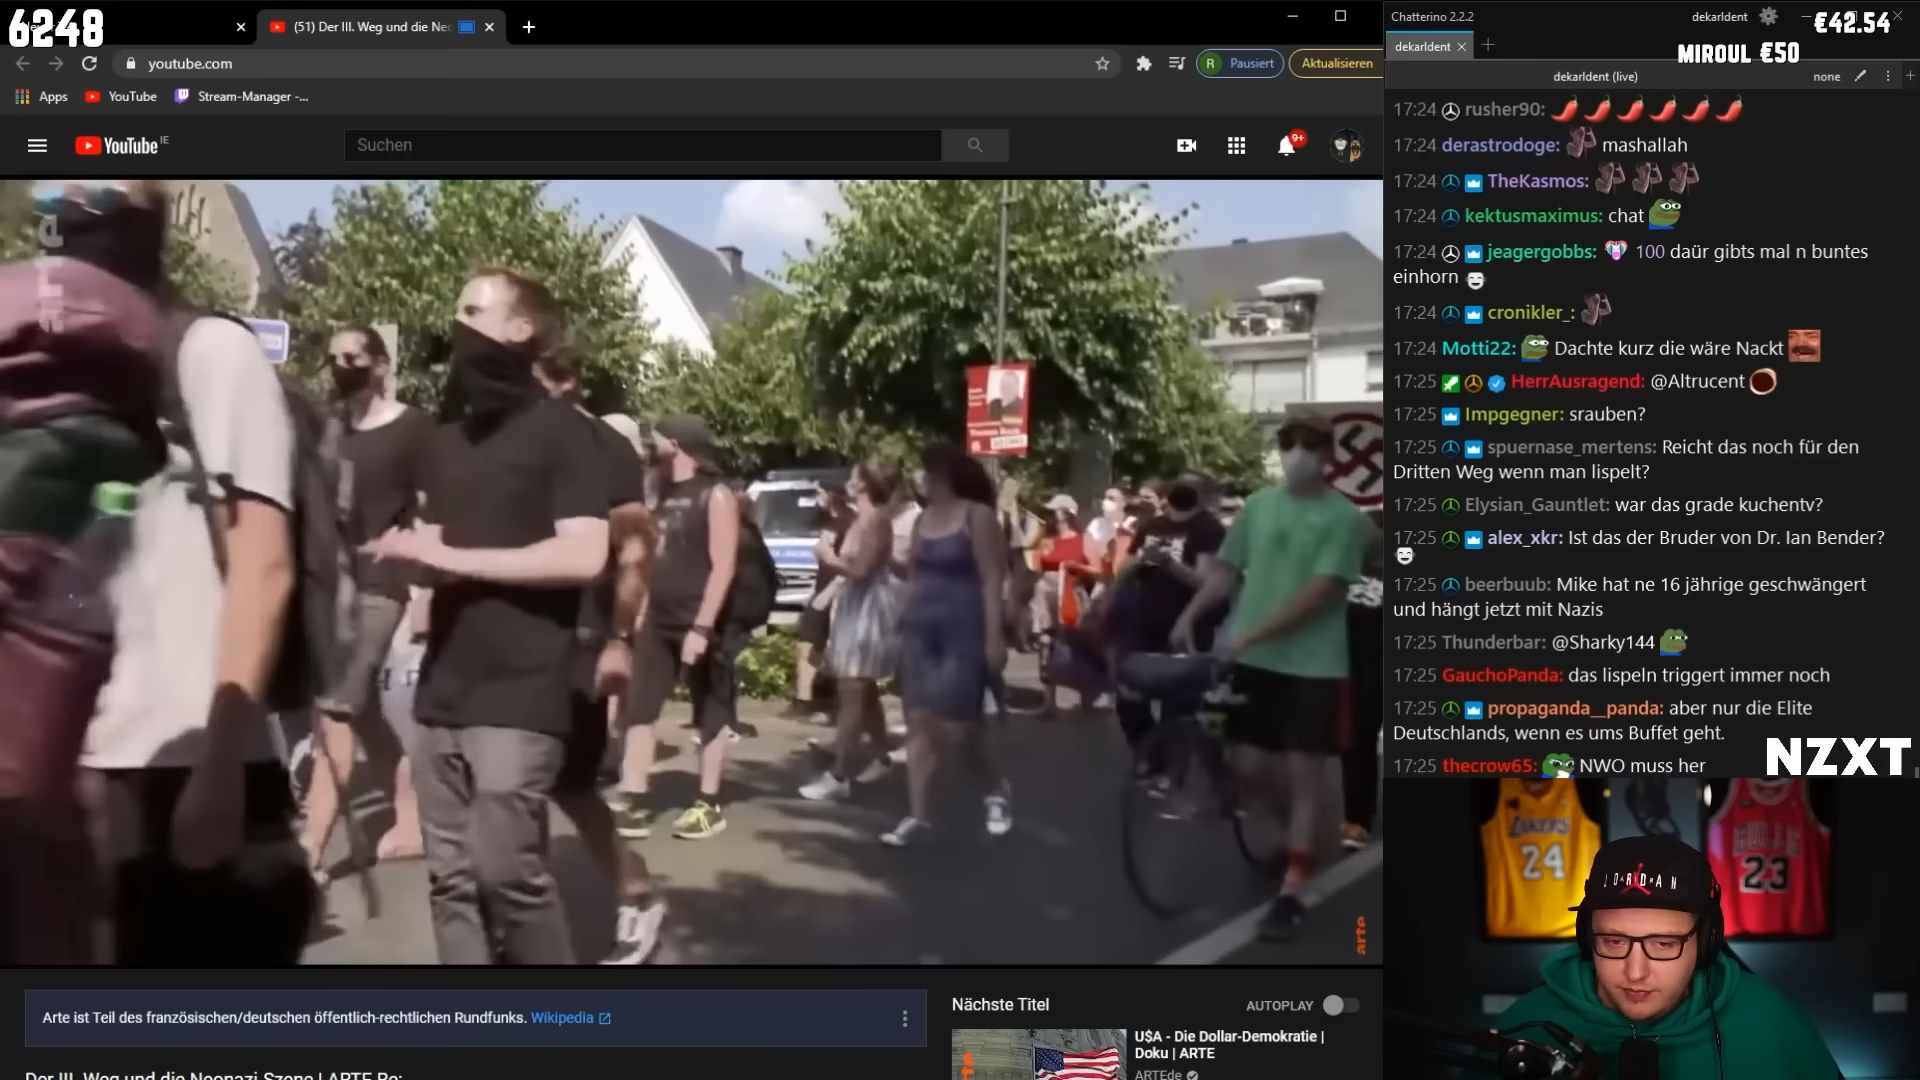 6248
(51) Der III. Weg und die Neo
youtube.com
Pausiert
Aktualisieren
Apps
YouTube
Stream-Manager -...
YouTube IE
Suchen
9+
arte
arte
Arte ist Teil des französischen/deutschen öffentlich-rechtlichen Rundfunks. Wikipedia
Der III. Weg und die Neonazi-Szene | ARTE Re:
Nächste Titel
AUTOPLAY
U$A - Die Dollar-Demokratie |
Doku | ARTE
ARTEde
Chatterino 2.2.2
dekarldent
€42.54
dekarldent
MIROUL €50
dekarldent (live)
none
17:24 rusher90:
17:24 derastrodoge: mashallah
17:24 TheKasmos:
17:24 kektusmaximus: chat
17:24 jeagergobbs: 100 daür gibts mal n buntes
einhorn
17:24 cronikler_:
17:24 Motti22: Dachte kurz die wäre Nackt
17:25 HerrAusragend: @Altrucent
17:25 Impgegner: srauben?
17:25 spuernase_mertens: Reicht das noch für den
Dritten Weg wenn man lispelt?
17:25 Elysian_Gauntlet: war das grade kuchentv?
17:25 alex_xkr: Ist das der Bruder von Dr. Ian Bender?
17:25 beerbuub: Mike hat ne 16 jährige geschwängert
und hängt jetzt mit Nazis
17:25 Thunderbar: @Sharky144
17:25 GauchoPanda: das lispeln triggert immer noch
17:25 propaganda__panda: aber nur die Elite
Deutschlands, wenn es ums Buffet geht.
17:25 thecrow65: NWO muss her
NZXT
LAKERS
24
BULLS
23
JORDAN